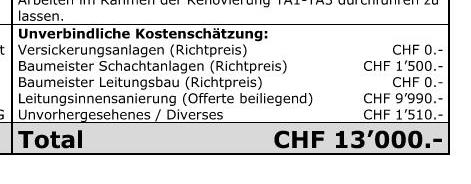 Arbeiten im Rahmen der Renovierung TA1-TA5 durchführen zu
lassen.
Unverbindliche Kostenschätzung:
t Versickerungsanlagen (Richtpreis) CHF 0.-
Baumeister Schachtanlagen (Richtpreis) CHF 1'500.-
Baumeister Leitungsbau (Richtpreis) CHF 0.-
Leitungsinnensanierung (Offerte beiliegend) CHF 9'990.-
G Unvorhergesehenes / Diverses CHF 1'510.-
Total CHF 13’000.-